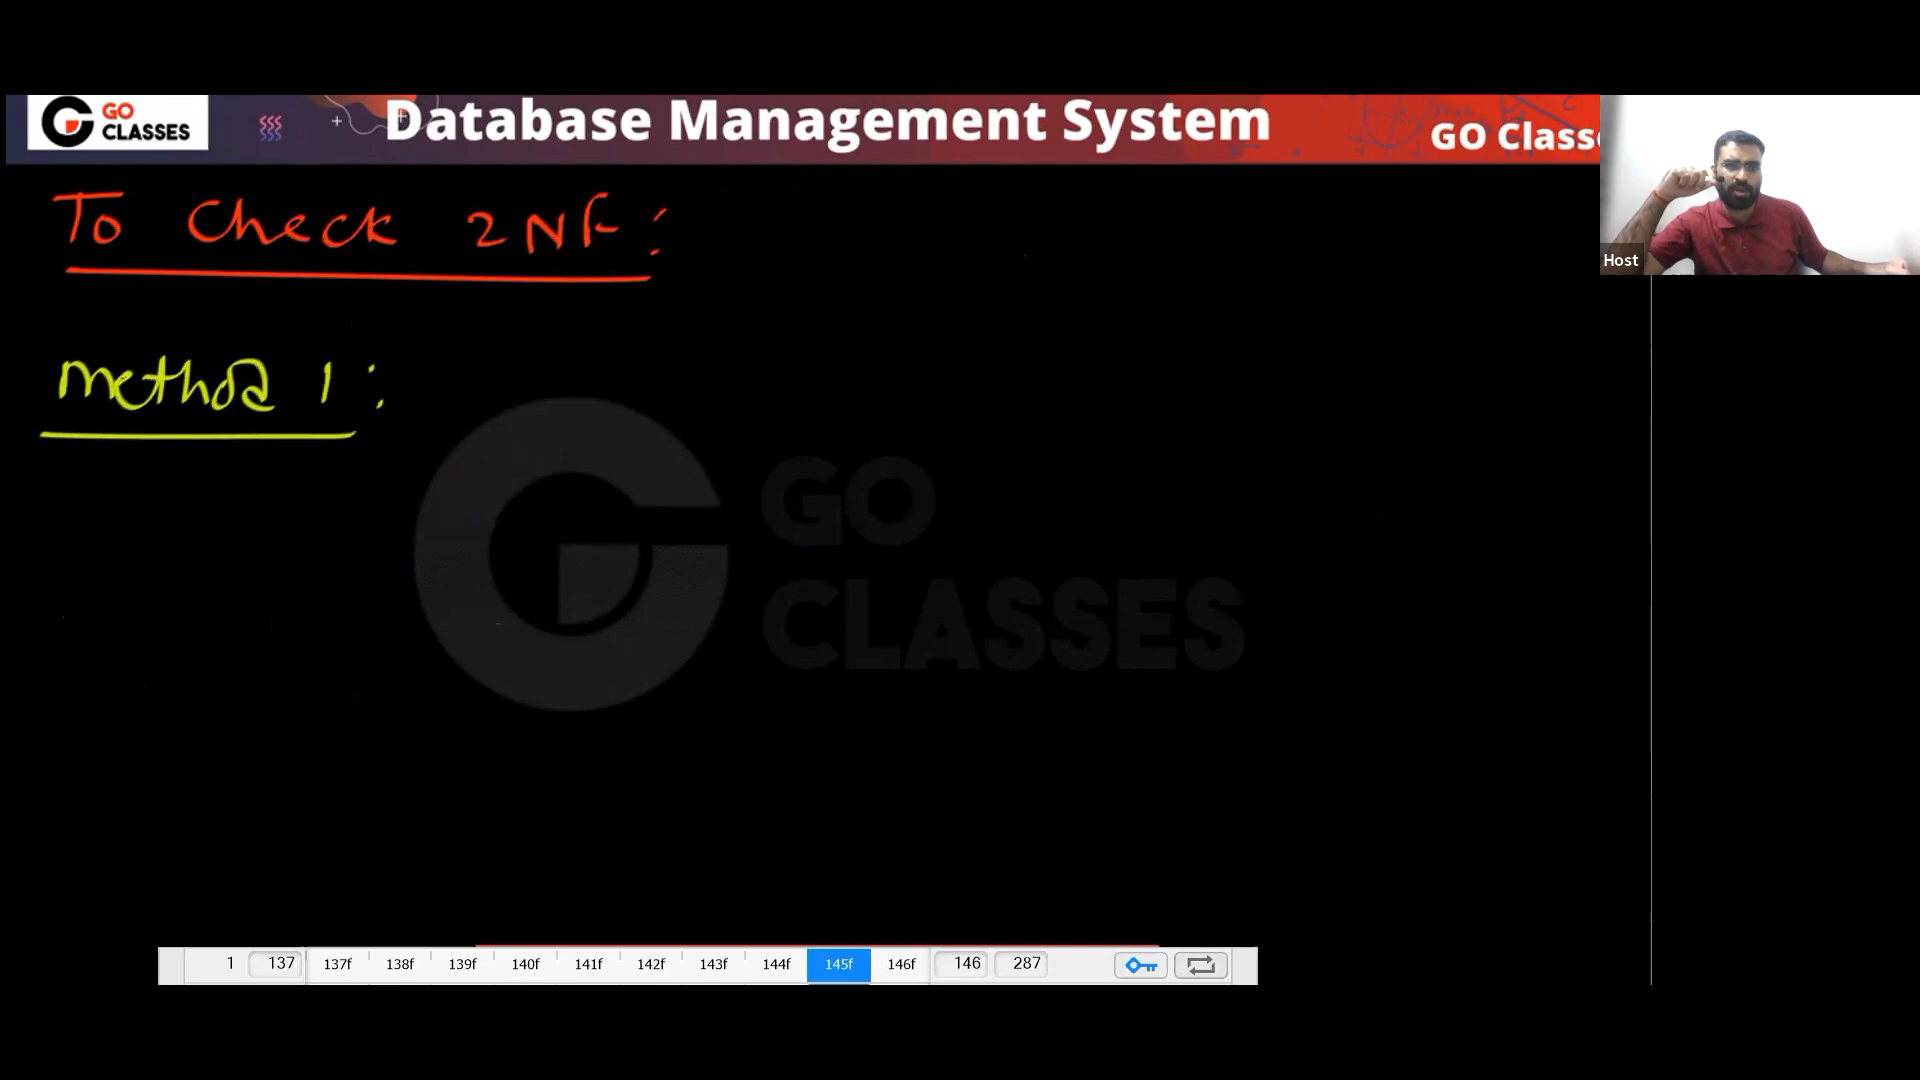 GO
CLASSES
Database Management System
GO Classe
Host
To Check 2NF:
Method 1:
GO
CLASSES
1 137 137f 138f 139f 140f 141f 142f 143f 144f 145f 146f 146 287